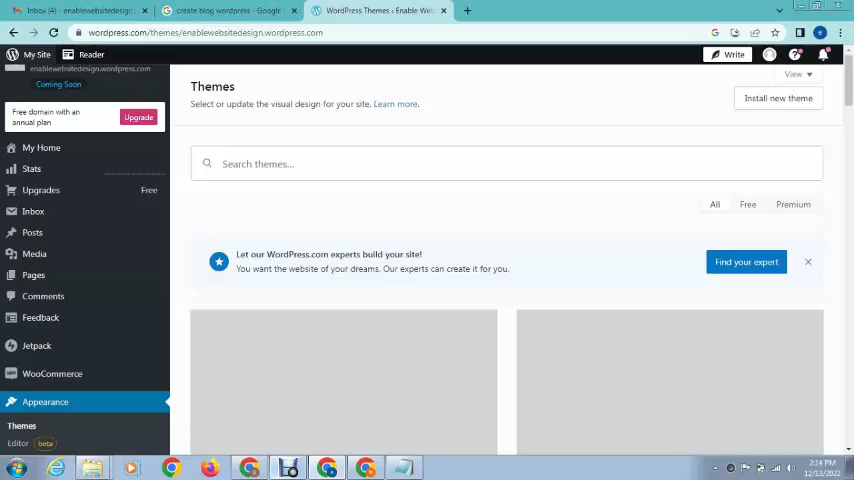 Inbox (4) - enablewebsitedesign
create blog wordpress - Google
WordPress Themes ‹ Enable Web
wordpress.com/themes/enablewebsitedesign.wordpress.com
e
My Site
Reader
Write
enablewebsitedesign.wordpress.com
Coming Soon
Free domain with an
annual plan
Upgrade
My Home
Stats
Upgrades
Free
Inbox
Posts
Media
Pages
Comments
Feedback
Jetpack
WooCommerce
Appearance
Themes
Editor
beta
View
Themes
Select or update the visual design for your site. Learn more.
Install new theme
Search themes...
All
Free
Premium
Let our WordPress.com experts build your site!
You want the website of your dreams. Our experts can create it for you.
Find your expert
2:14 PM
12/13/2022